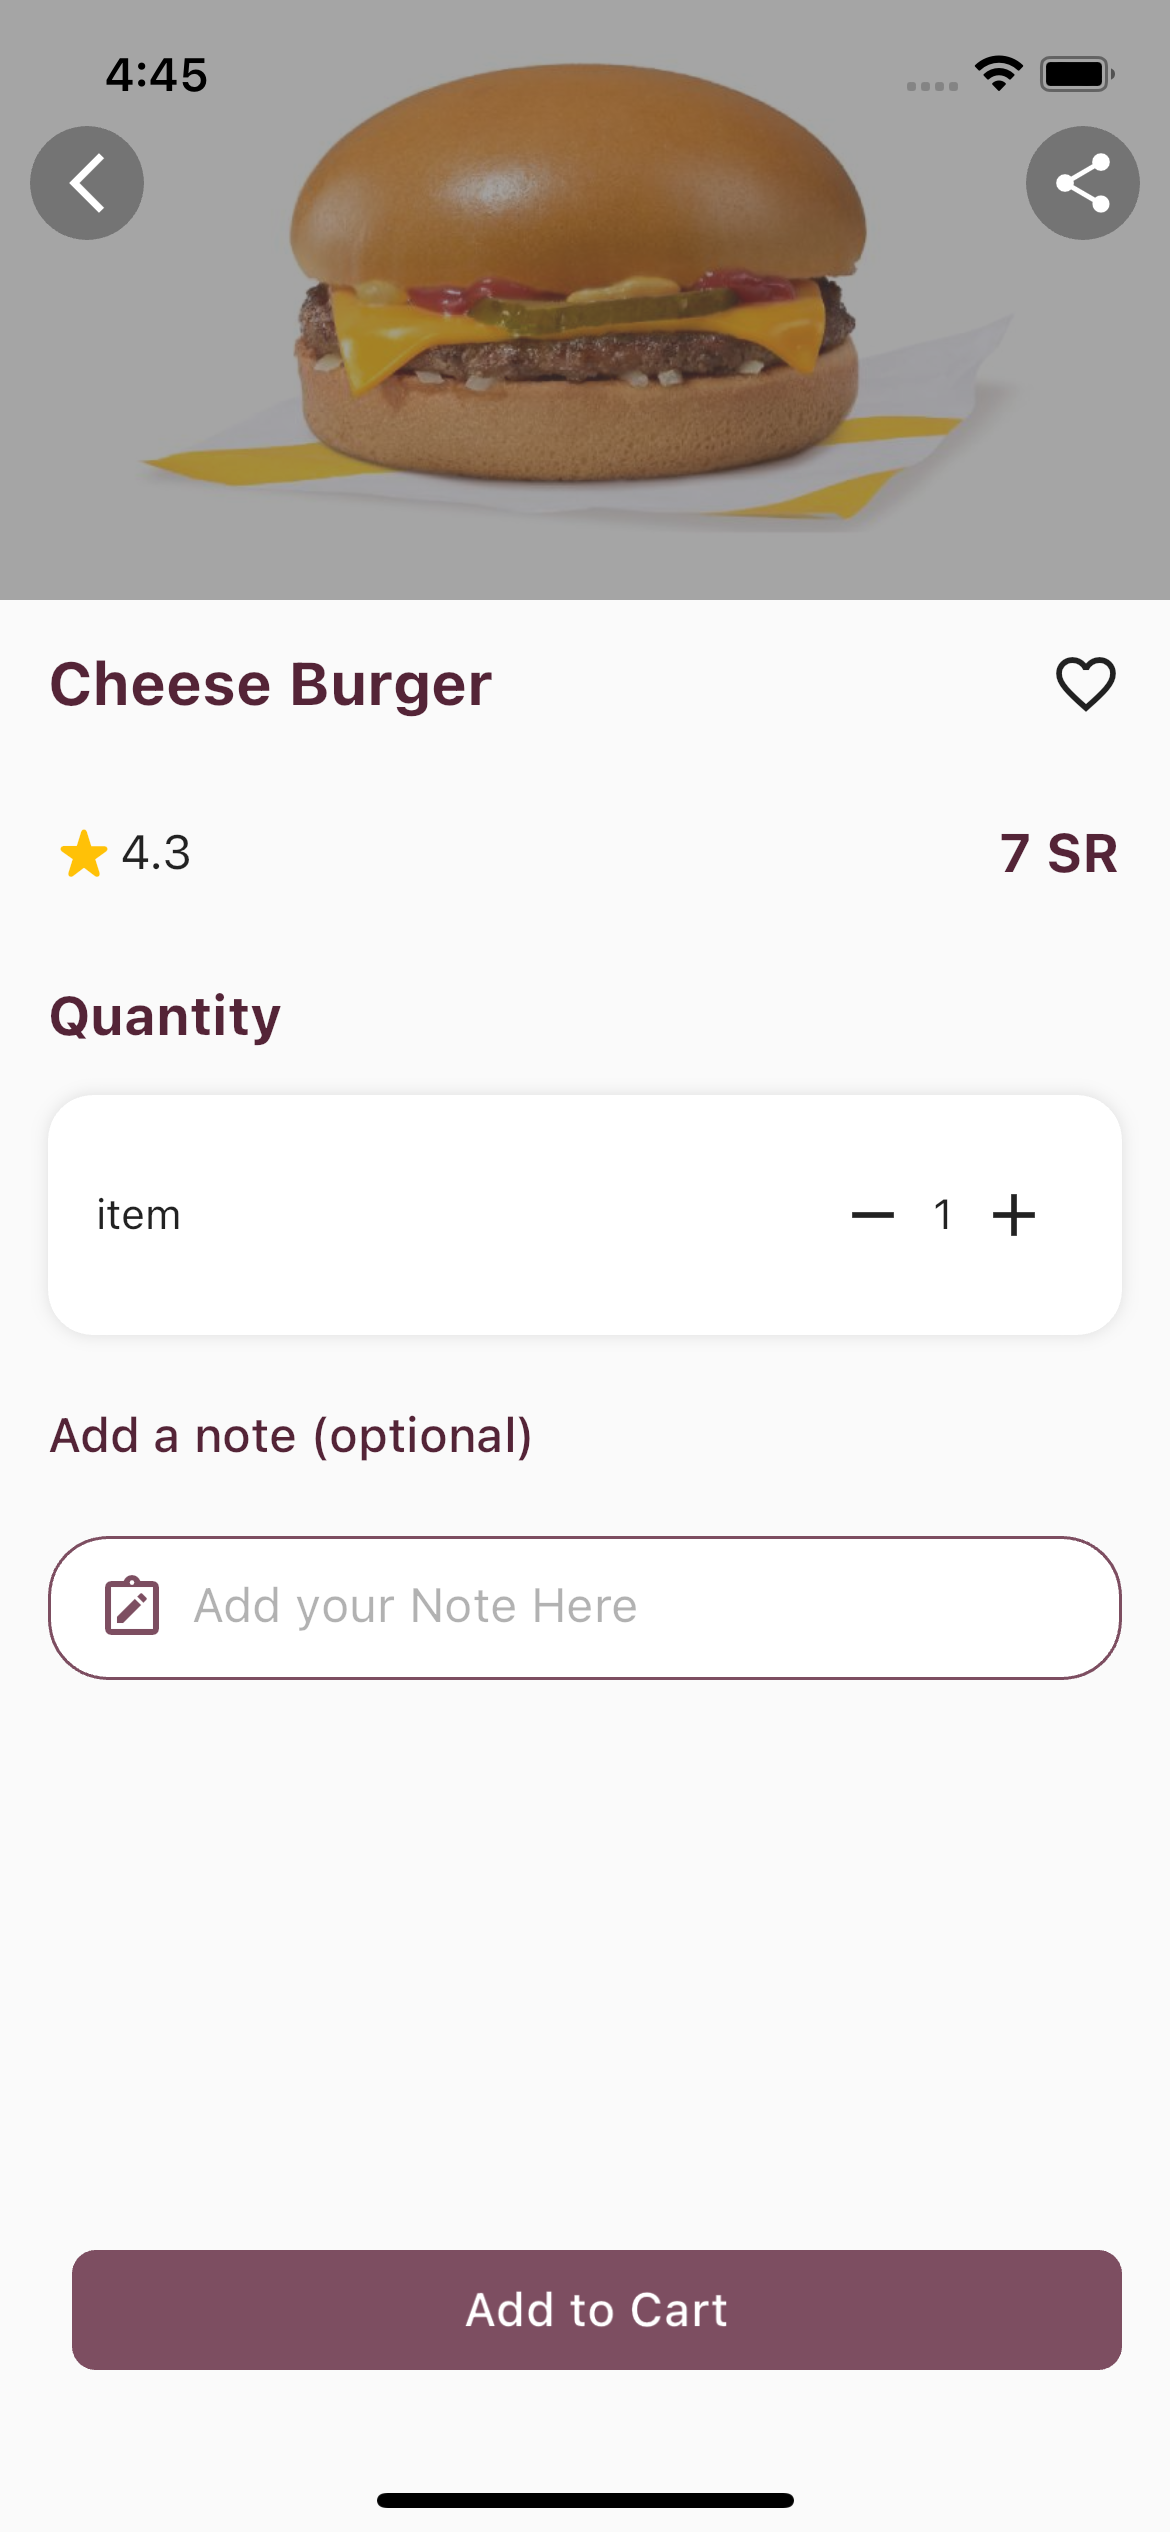 4:45
Cheese Burger
4.3
7 SR
Quantity
item
1
Add a note (optional)
Add your Note Here
Add to Cart